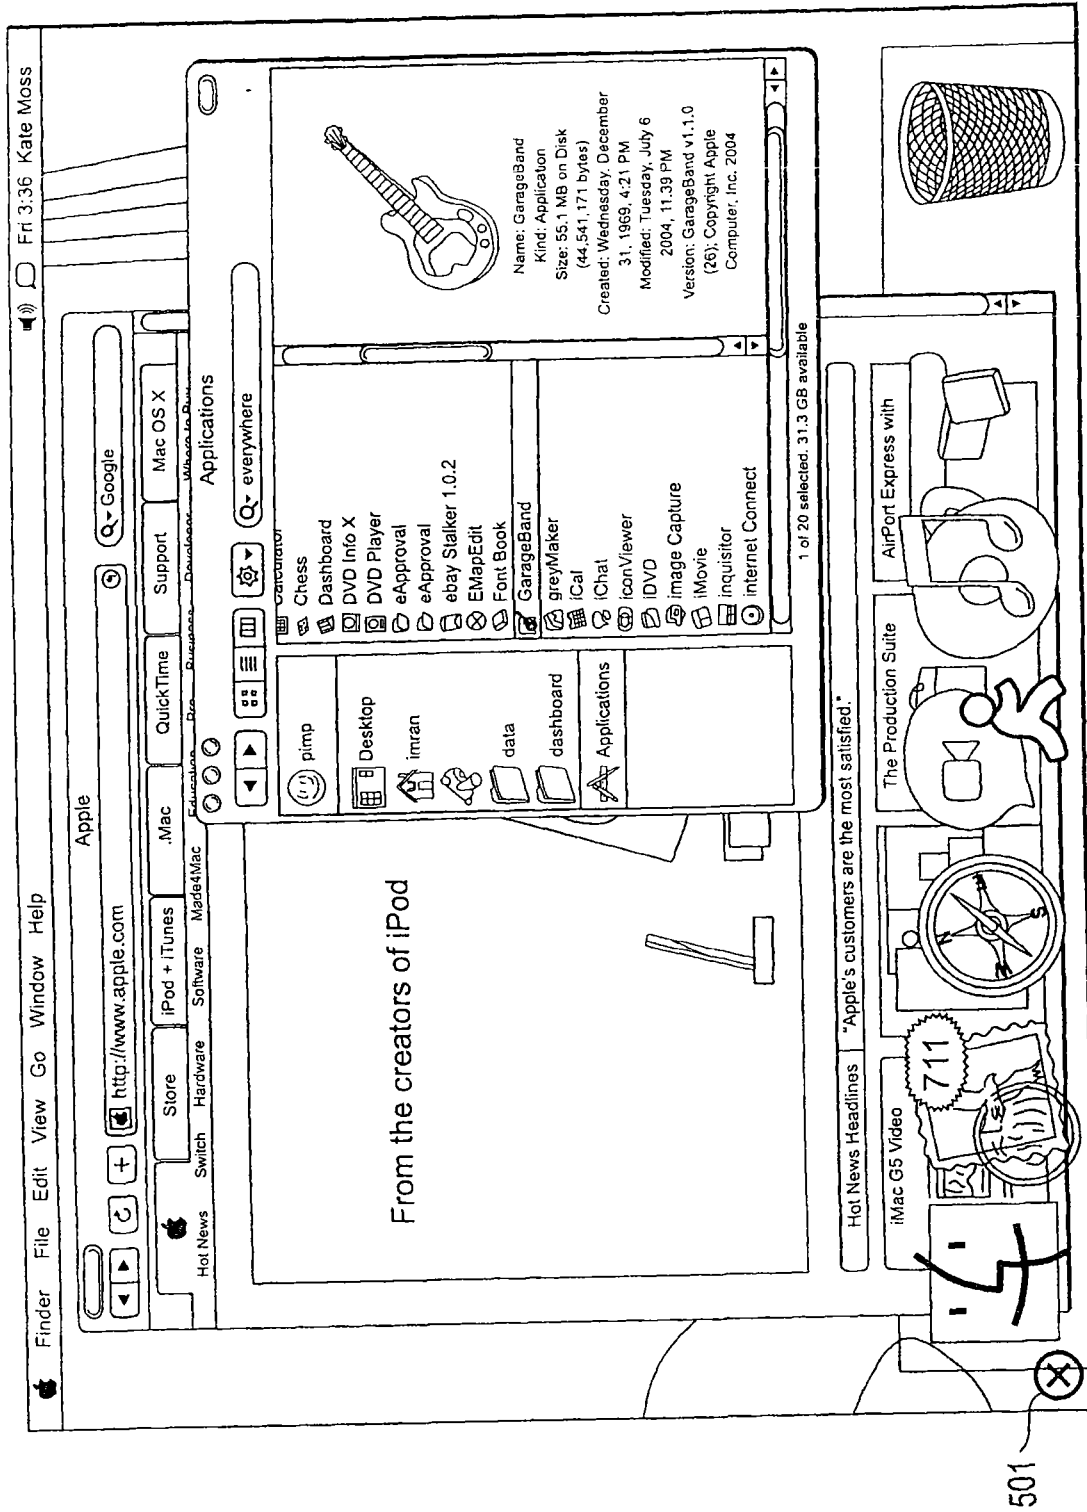 Finder File Edit View Go Window Help
Fri 3:36 Kate Moss
Apple
http://www.apple.com
Google
Store
iPod + iTunes
.Mac
QuickTime
Support
Mac OS X
Hot News Switch Hardware Software Made4Mac
Applications
everywhere
pimp
Desktop
imran
data
dashboard
Applications
Calculator
Chess
Dashboard
DVD Info X
DVD Player
eApproval
eApproval
ebay Stalker 1.0.2
EMapEdit
Font Book
GarageBand
greyMaker
iCal
iChat
iconViewer
iDVD
image Capture
iMovie
inquisitor
internet Connect
Name: GarageBand
Kind: Application
Size: 55.1 MB on Disk
(44,541,171 bytes)
Created: Wednesday, December
31, 1969, 4:21 PM
Modified: Tuesday, July 6
2004, 11.39 PM
Version: GarageBand v1.1.0
(26); Copyright Apple
Computer, Inc. 2004
1 of 20 selected. 31.3 GB available
From the creators of iPod
Hot News Headlines
"Apple's customers are the most satisfied."
iMac G5 Video
The Production Suite
AirPort Express with
711
N
E
S
W
501